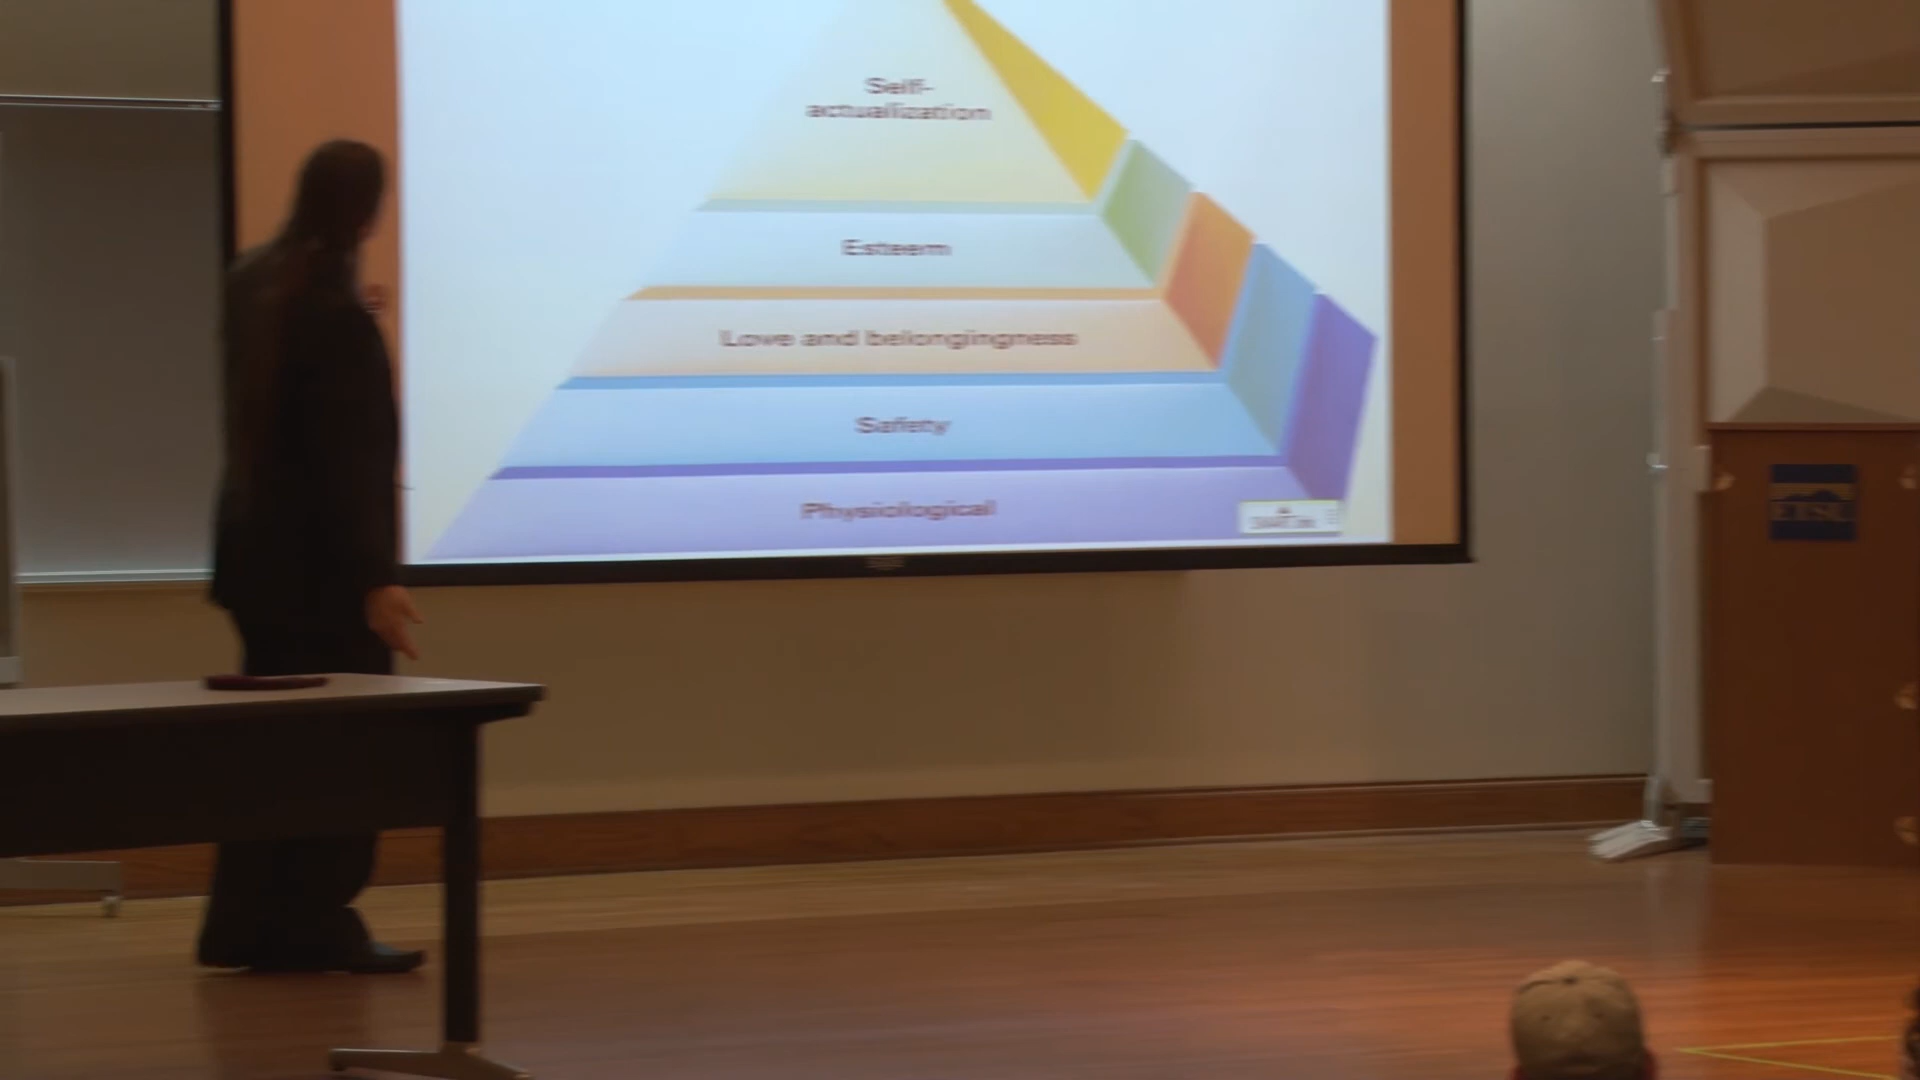 Self-
actualization
Esteem
Love and belongingness
Safety
Physiological
ETSU